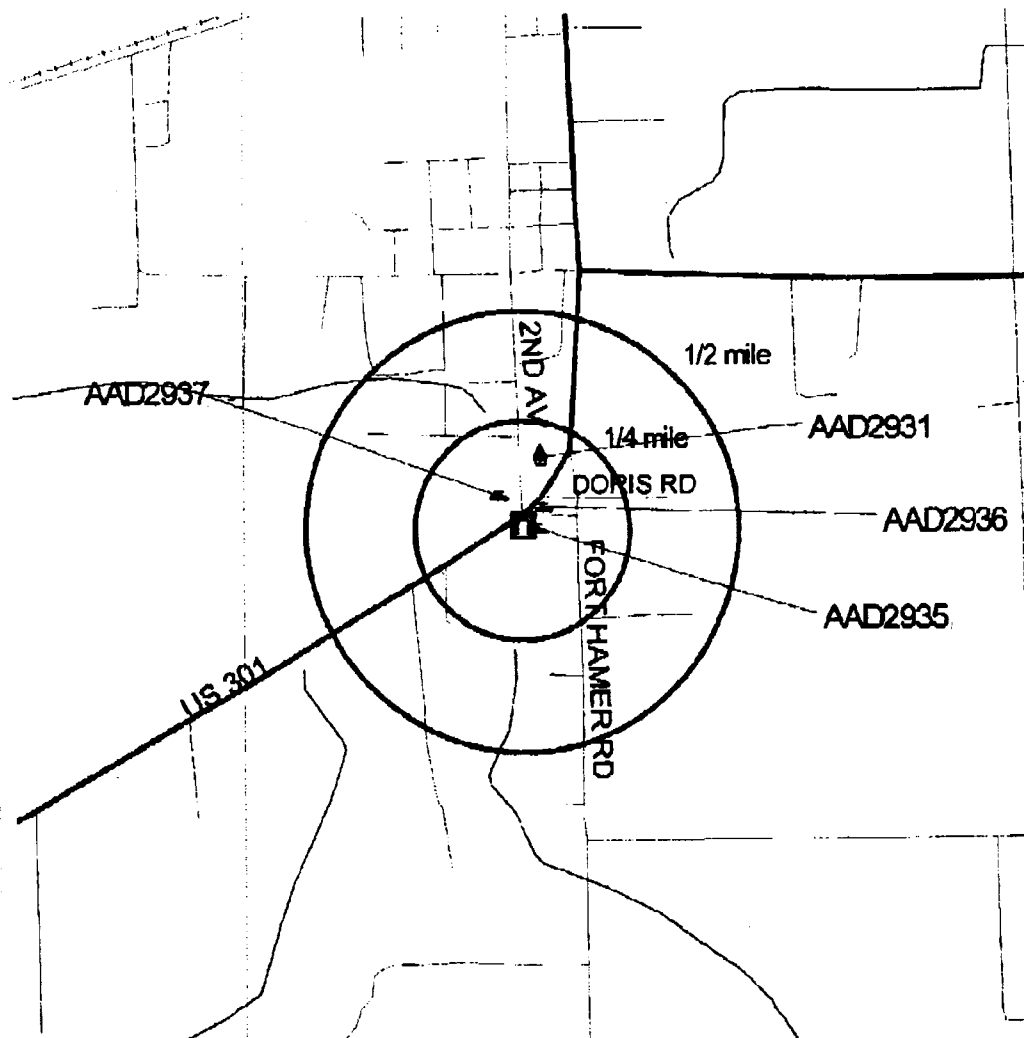 2ND AV
1/2 mile
AAD2937
AAD2931
1/4 mile
DORIS RD
AAD2936
FORT HAMER RD
AAD2935
US 301